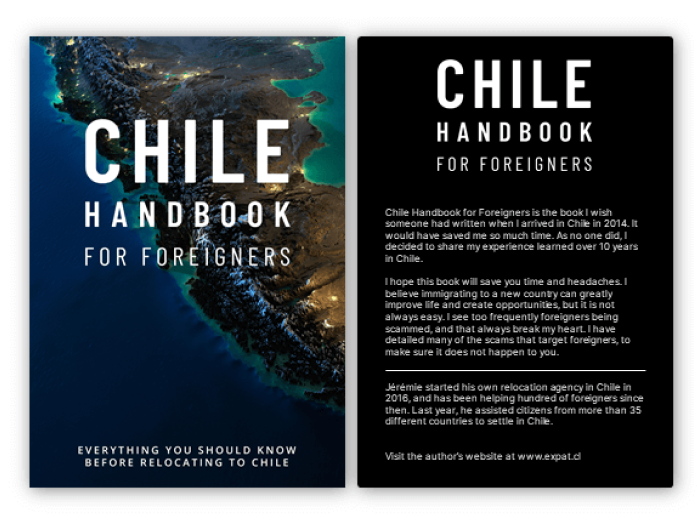 CHILE
HANDBOOK
FOR FOREIGNERS
EVERYTHING YOU SHOULD KNOW
BEFORE RELOCATING TO CHILE
CHILE
HANDBOOK
FOR FOREIGNERS
Chile Handbook for Foreigners is the book I wish
someone had written when I arrived in Chile in 2014. It
would have saved me so much time. As no one did, I
decided to share my experience learned over 10 years
in Chile.
I hope this book will save you time and headaches. I
believe immigrating to a new country can greatly
improve life and create opportunities, but it is not
always easy. I see too frequently foreigners being
scammed, and that always break my heart. I have
detailed many of the scams that target foreigners, to
make sure it does not happen to you.
Jérémie started his own relocation agency in Chile in
2016, and has been helping hundred of foreigners since
then. Last year, he assisted citizens from more than 35
different countries to settle in Chile.
Visit the author's website at www.expat.cl